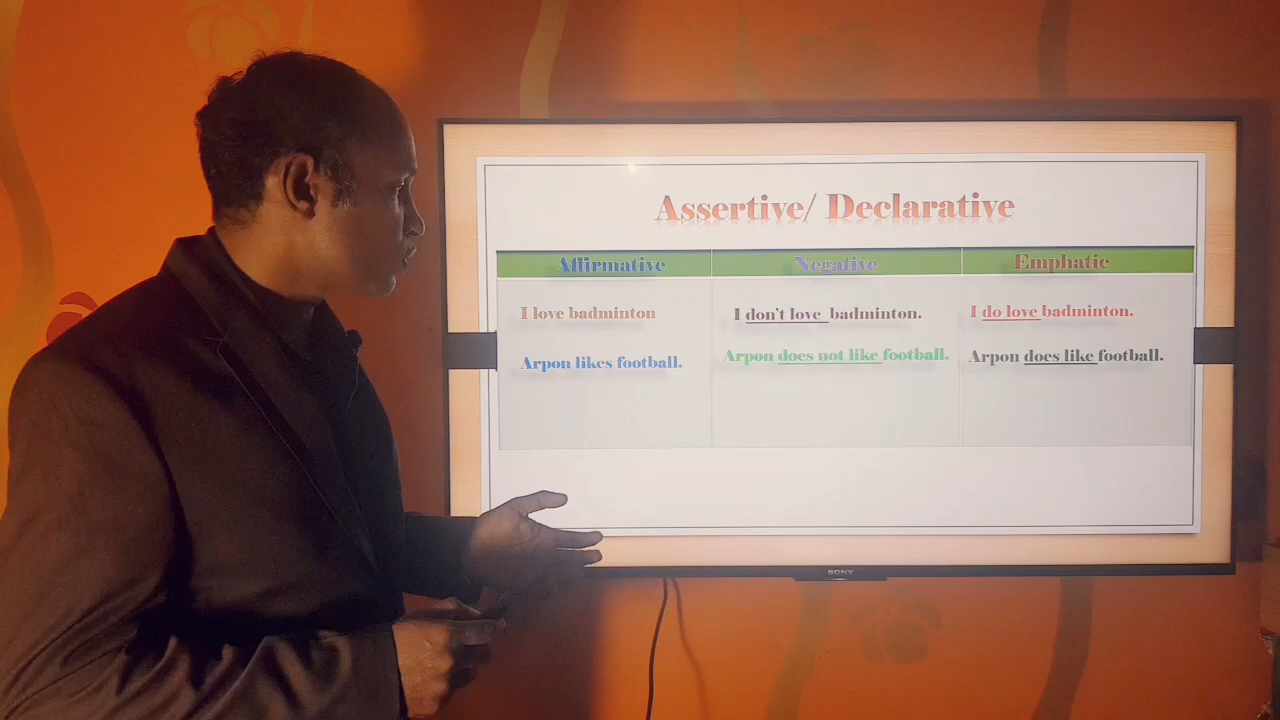 Assertive/ Declarative
Affirmative Negative Emphatic
I love badminton I don't love badminton. I do love badminton.
Arpon likes football. Arpon does not like football. Arpon does like football.
SONY